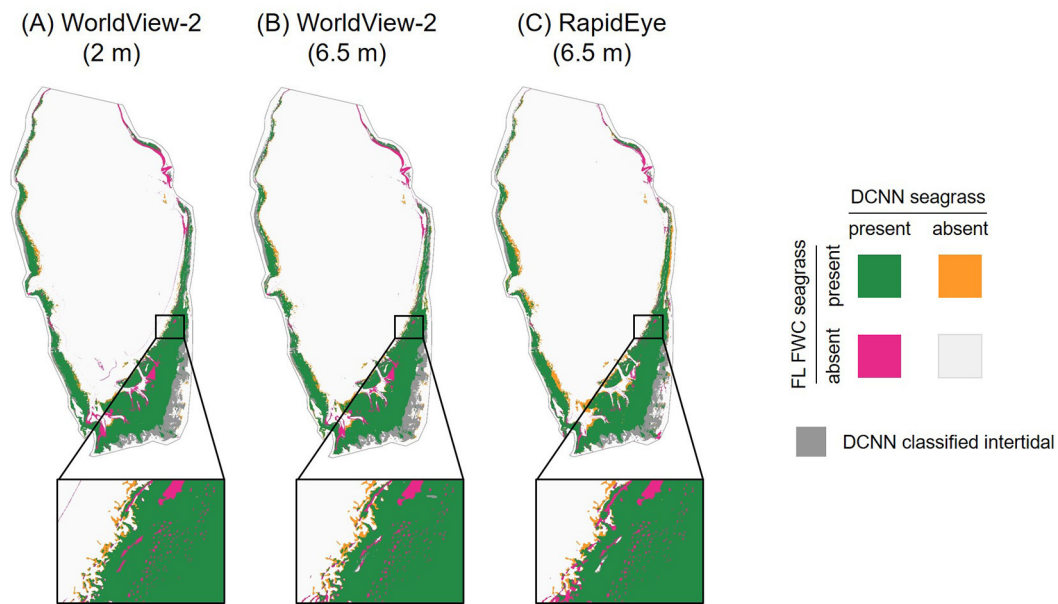 (A) WorldView-2
(2 m)
(B) WorldView-2
(6.5 m)
(C) RapidEye
(6.5 m)
DCNN seagrass
present absent
FL FWC seagrass
present
absent
DCNN classified intertidal